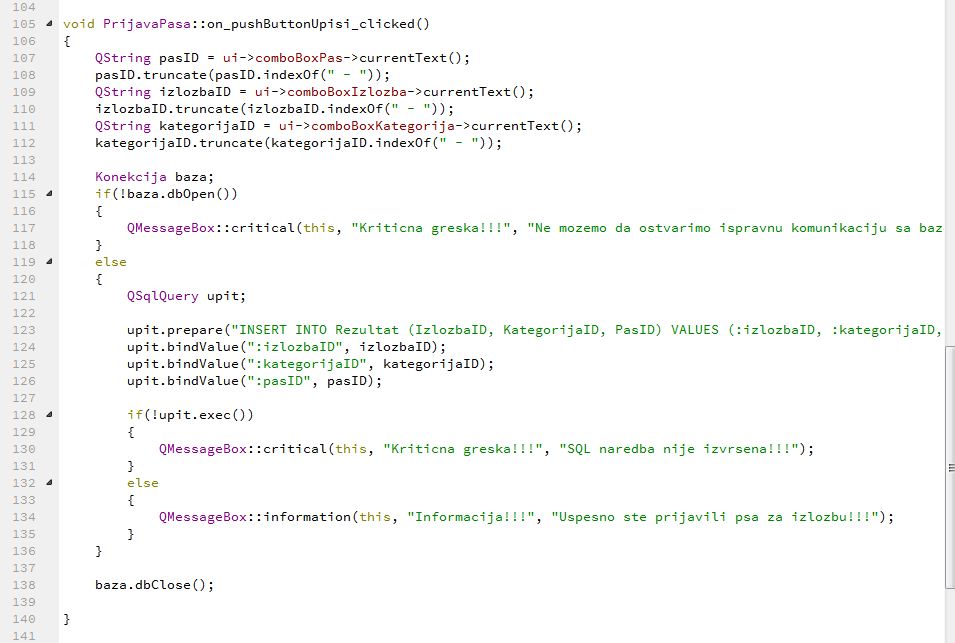 104
105 void PrijavaPasa::on_pushButtonUpisi_clicked()
106 {
107     QString pasID = ui->comboBoxPas->currentText();
108     pasID.truncate(pasID.indexOf(" - "));
109     QString izlozbaID = ui->comboBoxIzlozba->currentText();
110     izlozbaID.truncate(izlozbaID.indexOf(" - "));
111     QString kategorijaID = ui->comboBoxKategorija->currentText();
112     kategorijaID.truncate(kategorijaID.indexOf(" - "));
113
114     Konekcija baza;
115     if(!baza.dbOpen())
116     {
117         QMessageBox::critical(this, "Kriticna greska!!!", "Ne mozemo da ostvarimo ispravnu komunikaciju sa baz
118     }
119     else
120     {
121         QSqlQuery upit;
122
123         upit.prepare("INSERT INTO Rezultat (IzlozbaID, KategorijaID, PasID) VALUES (:izlozbaID, :kategorijaID,
124         upit.bindValue(":izlozbaID", izlozbaID);
125         upit.bindValue(":kategorijaID", kategorijaID);
126         upit.bindValue(":pasID", pasID);
127
128         if(!upit.exec())
129         {
130             QMessageBox::critical(this, "Kriticna greska!!!", "SQL naredba nije izvrsena!!!");
131         }
132         else
133         {
134             QMessageBox::information(this, "Informacija!!!", "Uspesno ste prijavili psa za izlozbu!!!");
135         }
136     }
137
138     baza.dbClose();
139
140 }
141